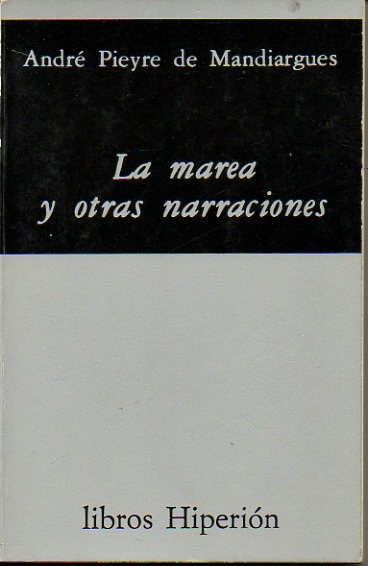 André Pieyre de Mandiargues
La marea
y otras narraciones
libros Hiperión